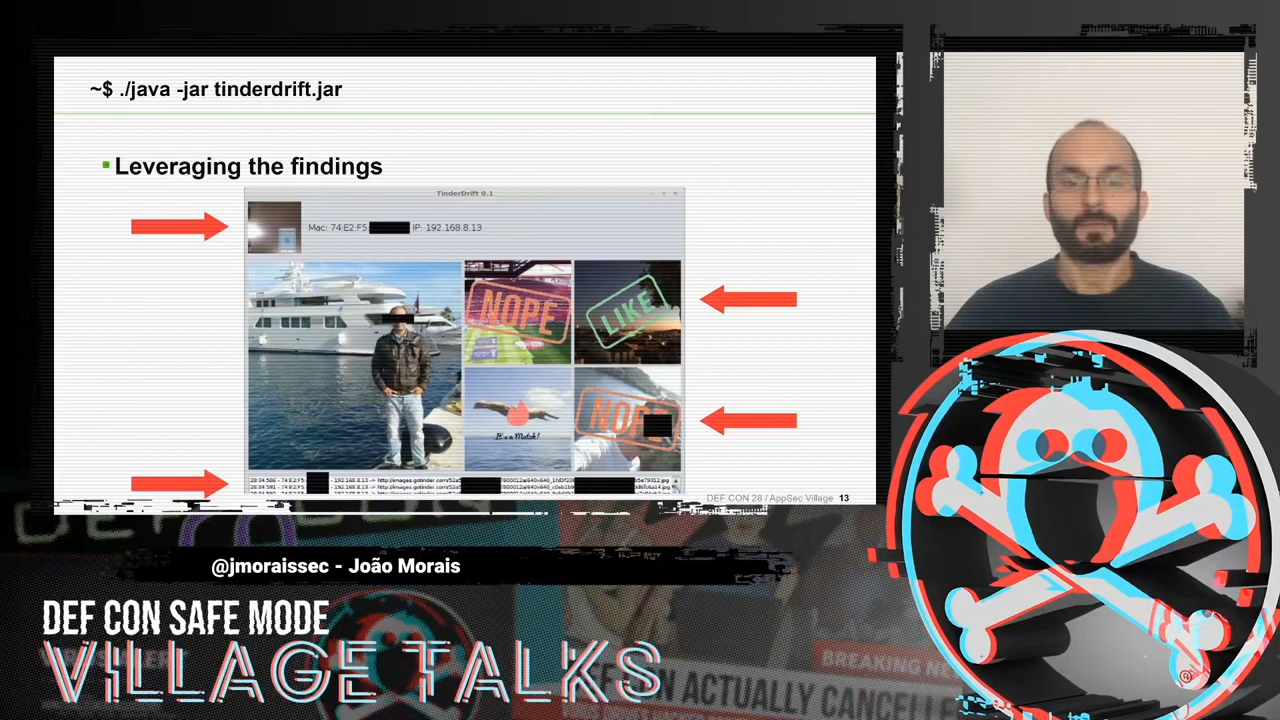 ~$ ./java -jar tinderdrift.jar
Leveraging the findings
TinderDrift 0.1
Mac: 74:E2:F5: IP: 192.168.8.13
NOPE
LIKE
It's a Match!
NOPE
DEF CON 28 / AppSec Village 13
@jmoraissec - João Morais
DEF CON SAFE MODE
VILLAGE TALKS
BREAKING
ACTUALLY CANCELLE